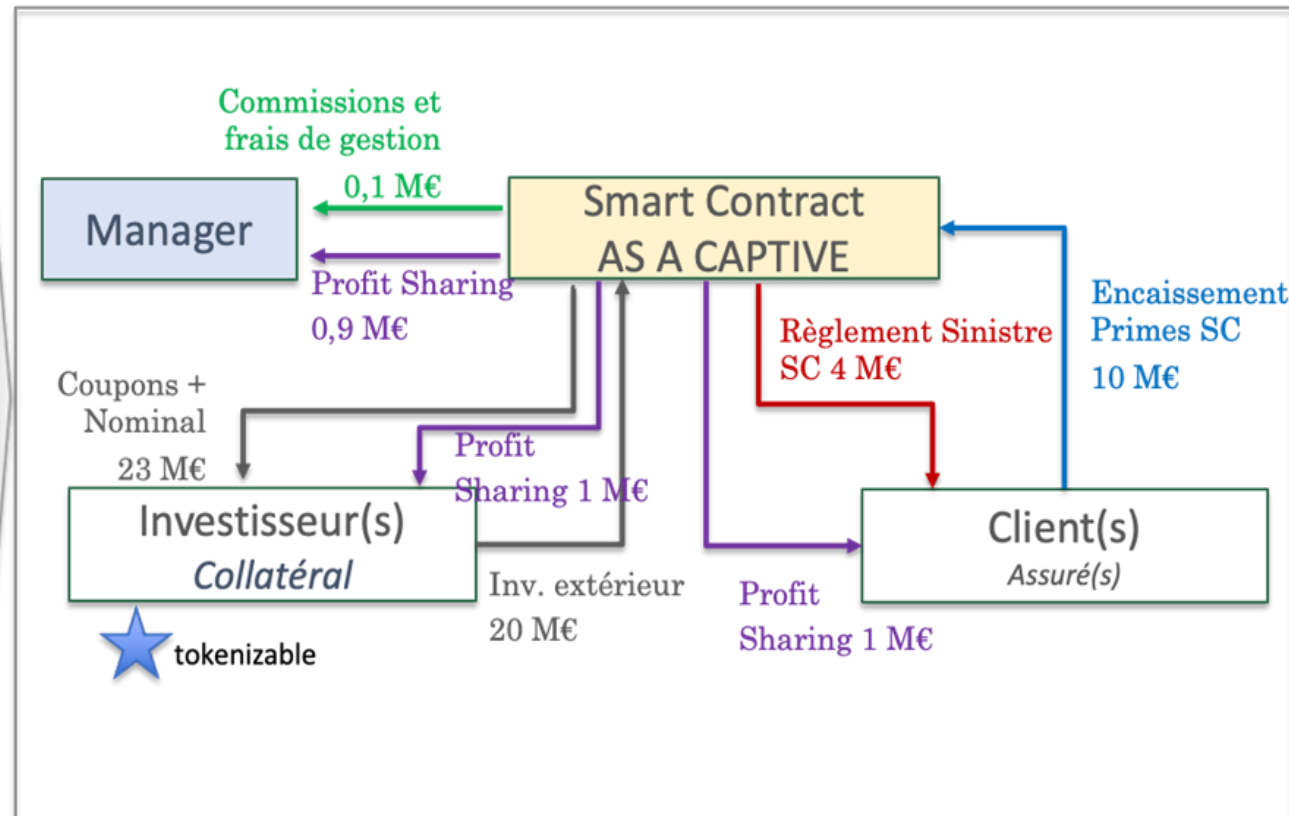 Commissions et
frais de gestion
0,1 M€
Manager
Smart Contract
AS A CAPTIVE
Profit Sharing
0,9 M€
Encaissement
Primes SC
10 M€
Règlement Sinistre
SC 4 M€
Coupons +
Nominal
23 M€
Profit
Sharing 1 M€
Investisseur(s)
Collatéral
Inv. extérieur
20 M€
Profit
Sharing 1 M€
Client(s)
Assuré(s)
tokenizable